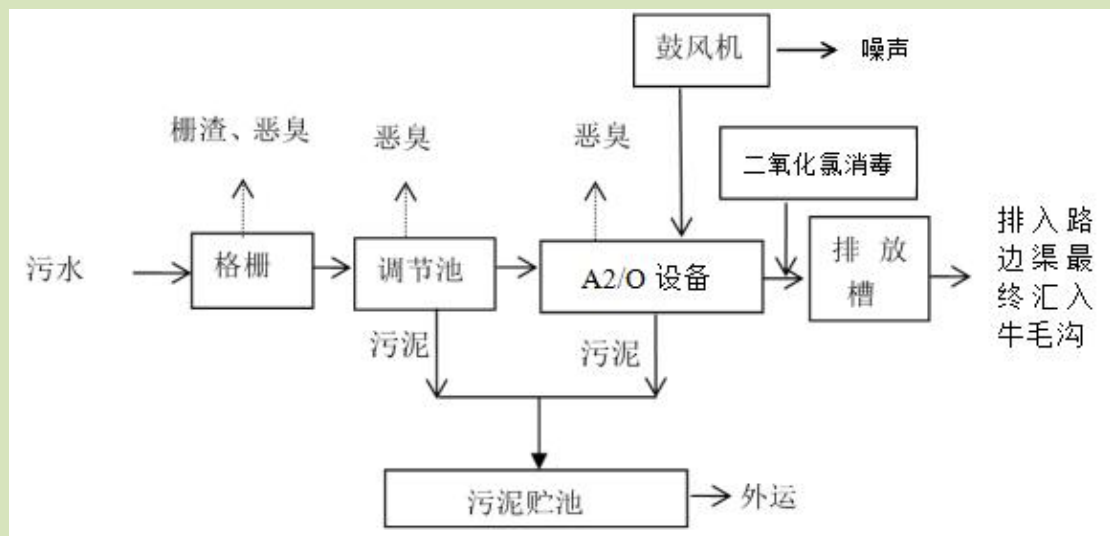 鼓风机
噪声
栅渣、恶臭
恶臭
恶臭
二氧化氯消毒
污水
格栅
调节池
A2/O 设备
排放
槽
排入路
边渠最
终汇入
牛毛沟
污泥
污泥
污泥贮池
外运